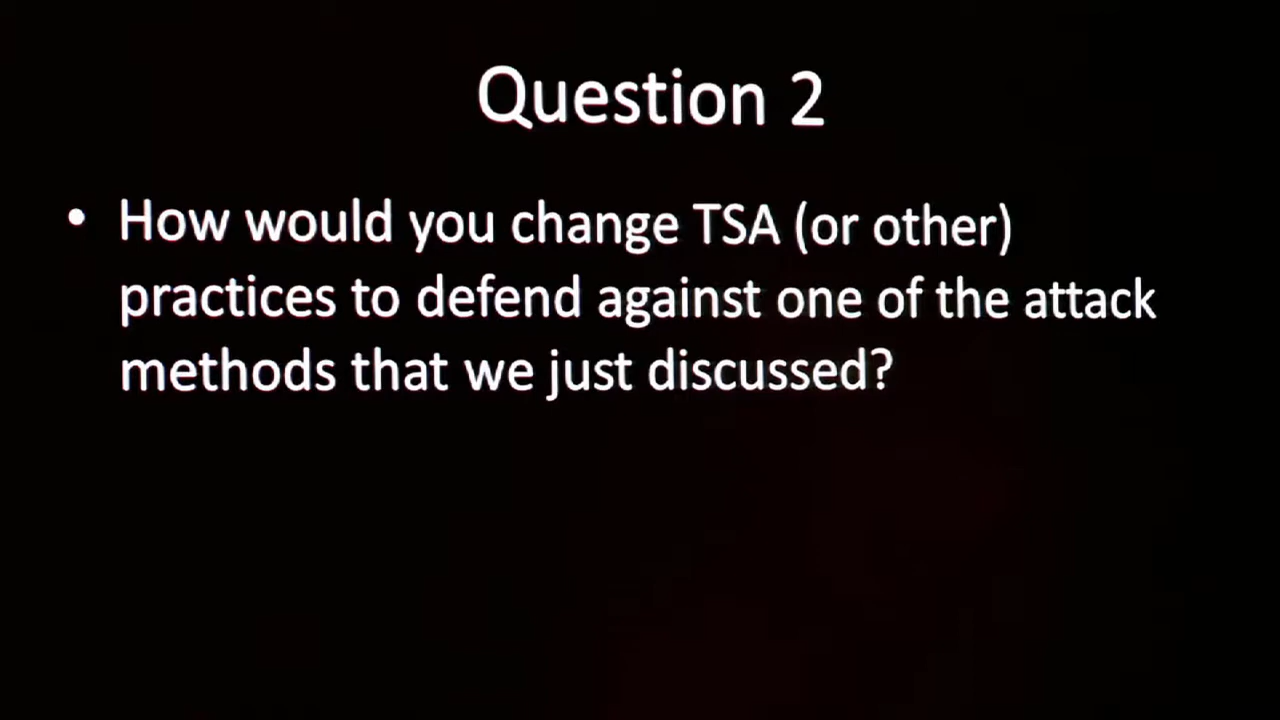 Question 2
• How would you change TSA (or other)
practices to defend against one of the attack
methods that we just discussed?